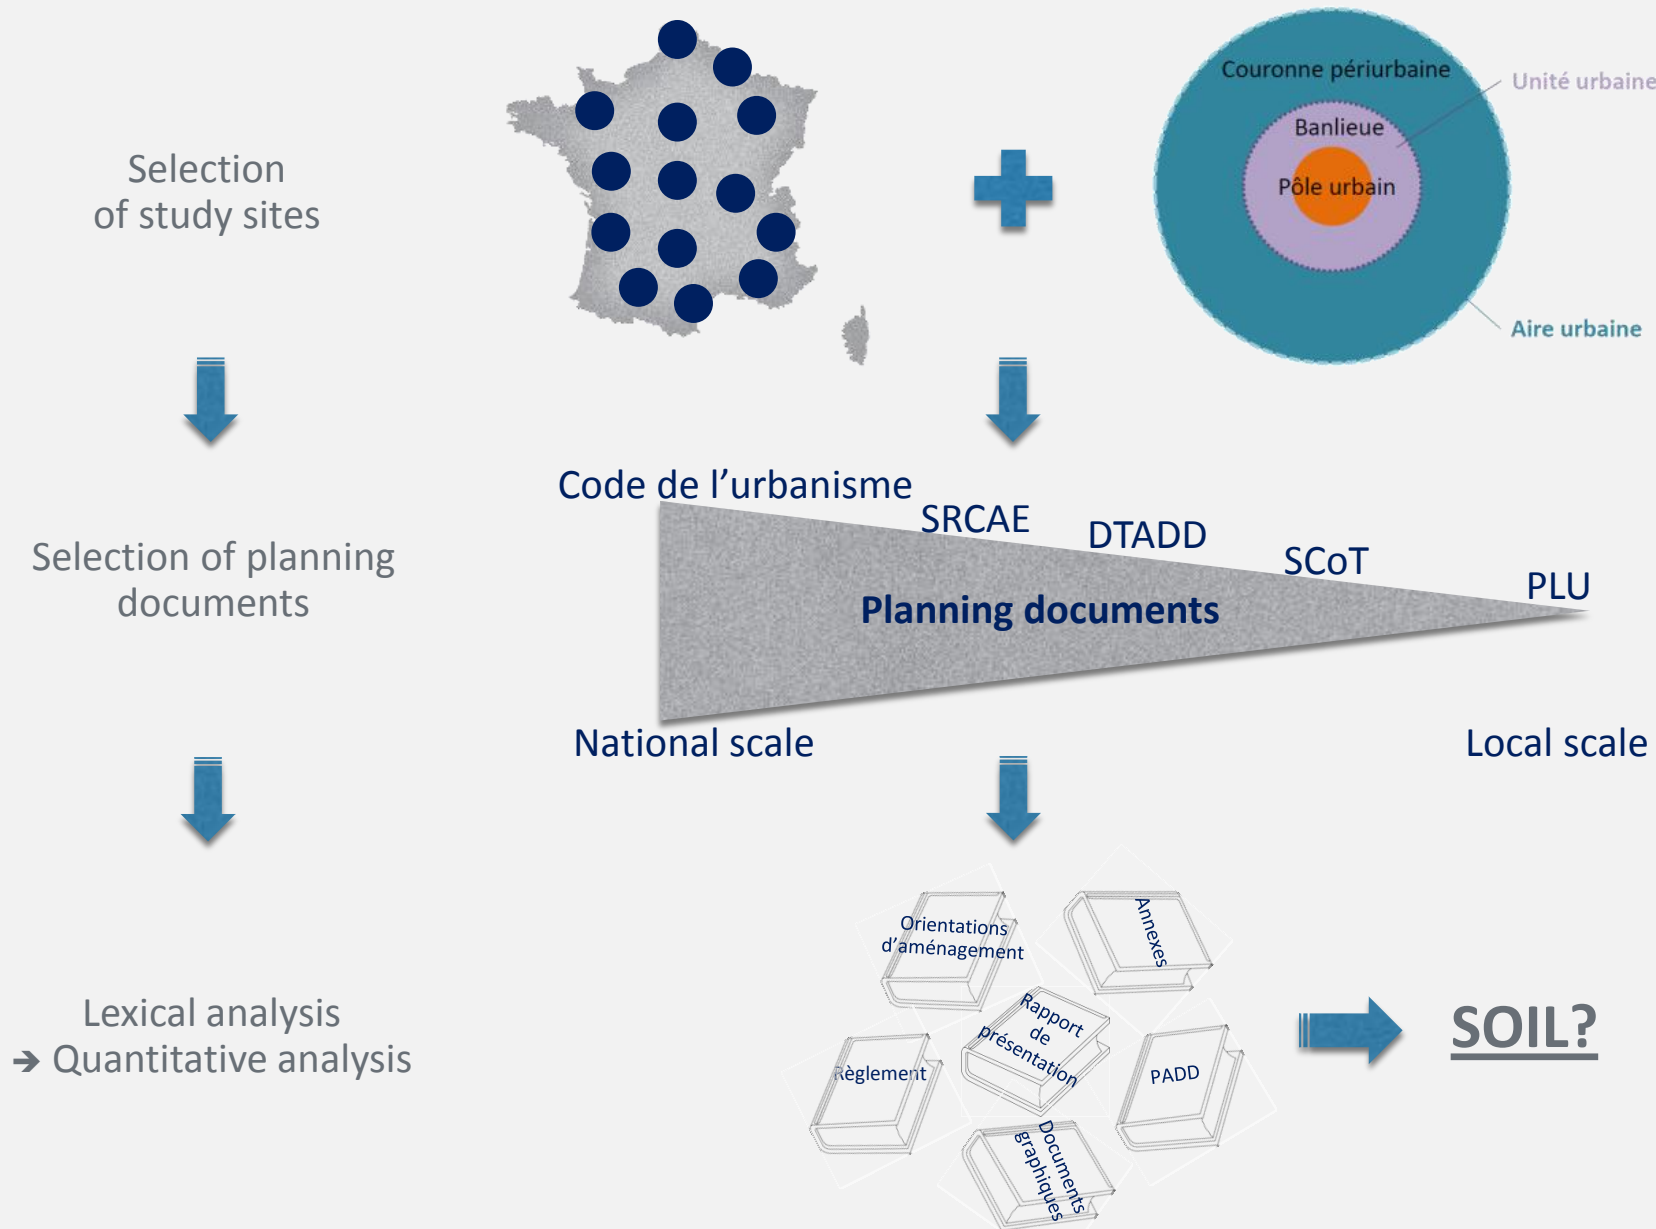 Selection
of study sites
Couronne périurbaine
Unité urbaine
Banlieue
Pôle urbain
Aire urbaine
Selection of planning
documents
Code de l’urbanisme
SRCAE
DTADD
SCoT
PLU
Planning documents
National scale
Local scale
Lexical analysis
➔ Quantitative analysis
Orientations
d’aménagement
Annexes
Rapport
de
présentation
Règlement
PADD
Documents
graphiques
SOIL?